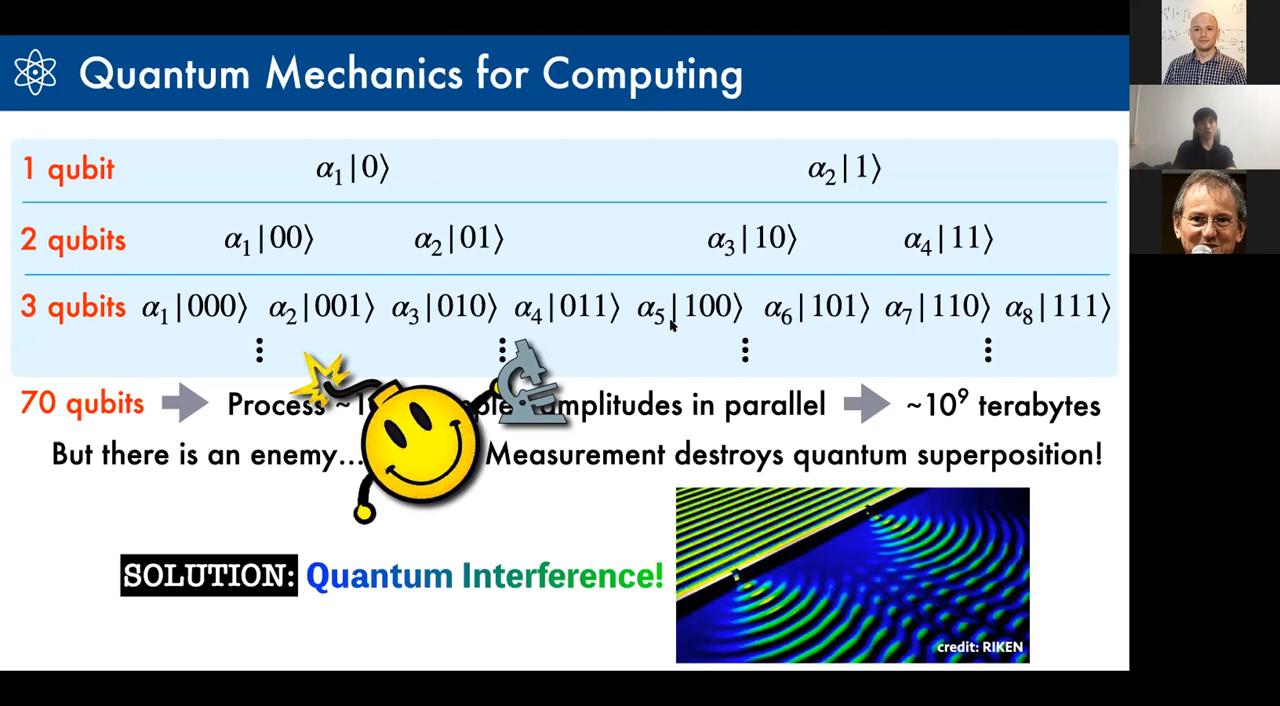 Quantum Mechanics for Computing
1 qubit α₁|0⟩ α₂|1⟩
2 qubits α₁|00⟩ α₂|01⟩ α₃|10⟩ α₄|11⟩
3 qubits α₁|000⟩ α₂|001⟩ α₃|010⟩ α₄|011⟩ α₅|100⟩ α₆|101⟩ α₇|110⟩ α₈|111⟩
70 qubits Process amplitudes in parallel ~10⁹ terabytes
But there is an enemy... Measurement destroys quantum superposition!
SOLUTION: Quantum Interference!
credit: RIKEN